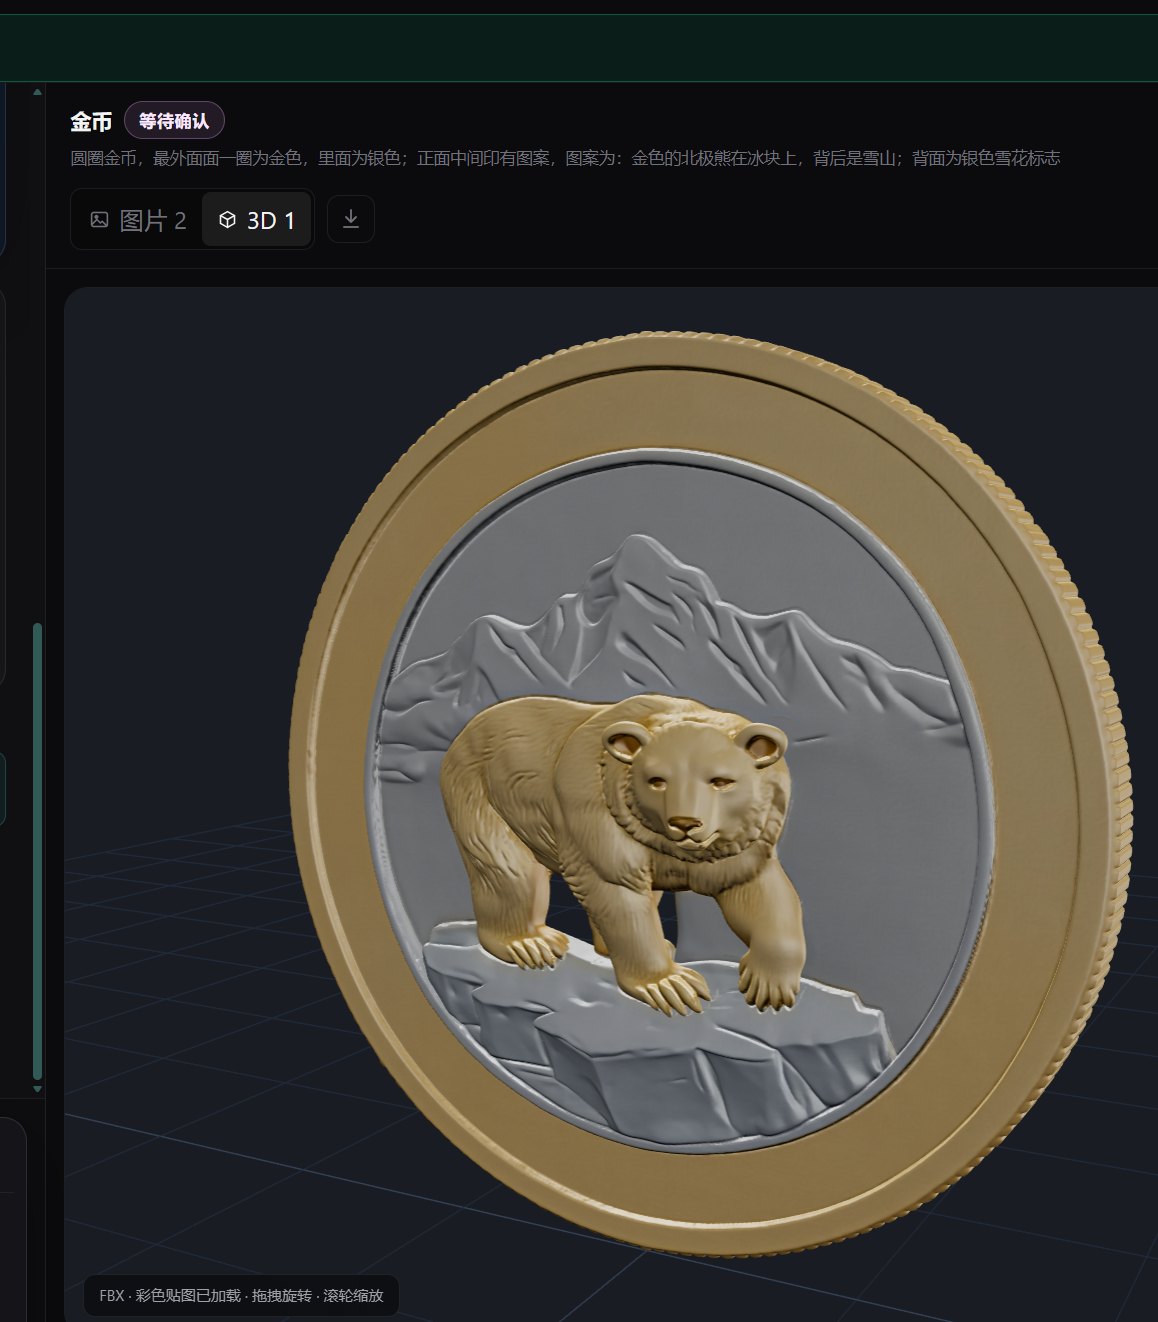 金币 等待确认
圆圈金币，最外面面一圈为金色，里面为银色；正面中间印有图案，图案为：金色的北极熊在冰块上，背后是雪山；背面为银色雪花标志
图片 2 3D 1
FBX · 彩色贴图已加载 · 拖拽旋转 · 滚轮缩放